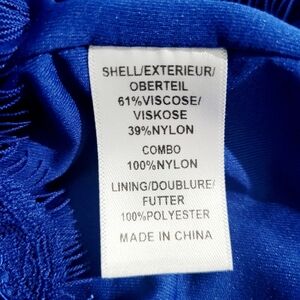 SHELL/EXTERIEUR/
OBERTEIL
61%VISCOSE/
VISKOSE
39%NYLON
COMBO
100%NYLON
LINING/DOUBLURE/
FUTTER
100%POLYESTER
MADE IN CHINA